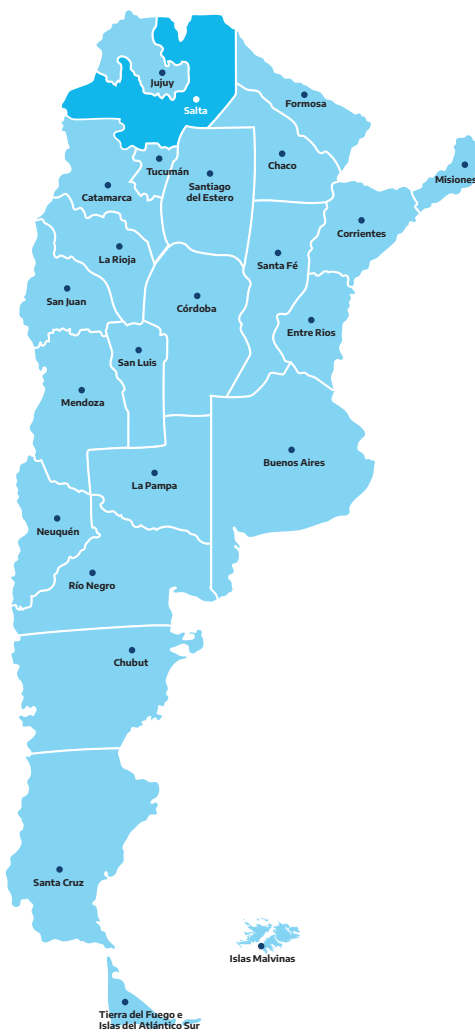 Jujuy
Salta
Formosa
Tucumán
Chaco
Misiones
Catamarca
Santiago
del Estero
Corrientes
La Rioja
Santa Fé
San Juan
Córdoba
Entre Rios
San Luis
Mendoza
Buenos Aires
La Pampa
Neuquén
Río Negro
Chubut
Santa Cruz
Islas Malvinas
Tierra del Fuego e
Islas del Atlántico Sur